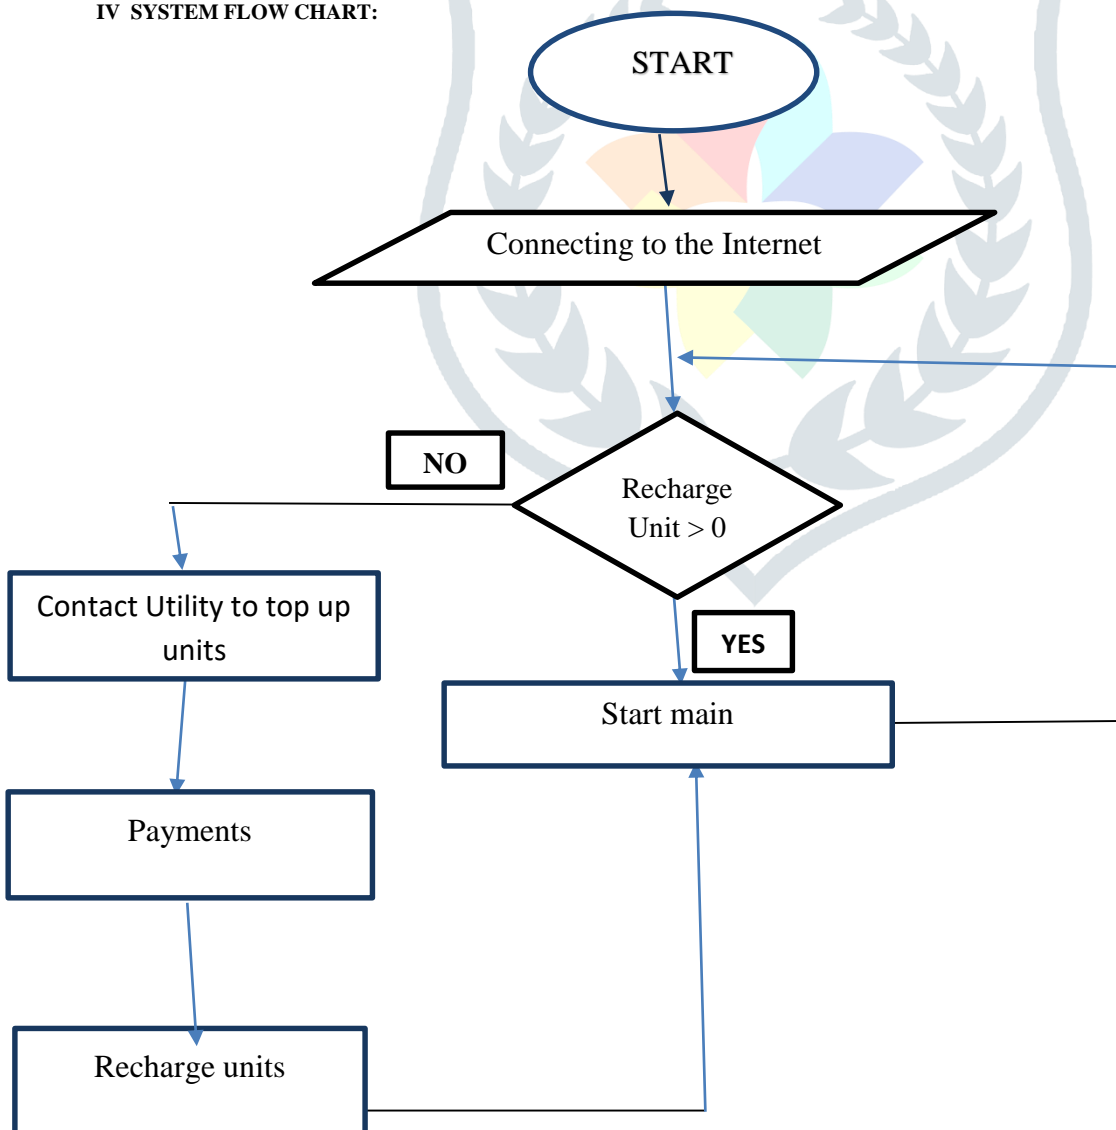 IV SYSTEM FLOW CHART:
START
Connecting to the Internet
NO
Recharge
Unit > 0
Contact Utility to top up
units
YES
Start main
Payments
Recharge units